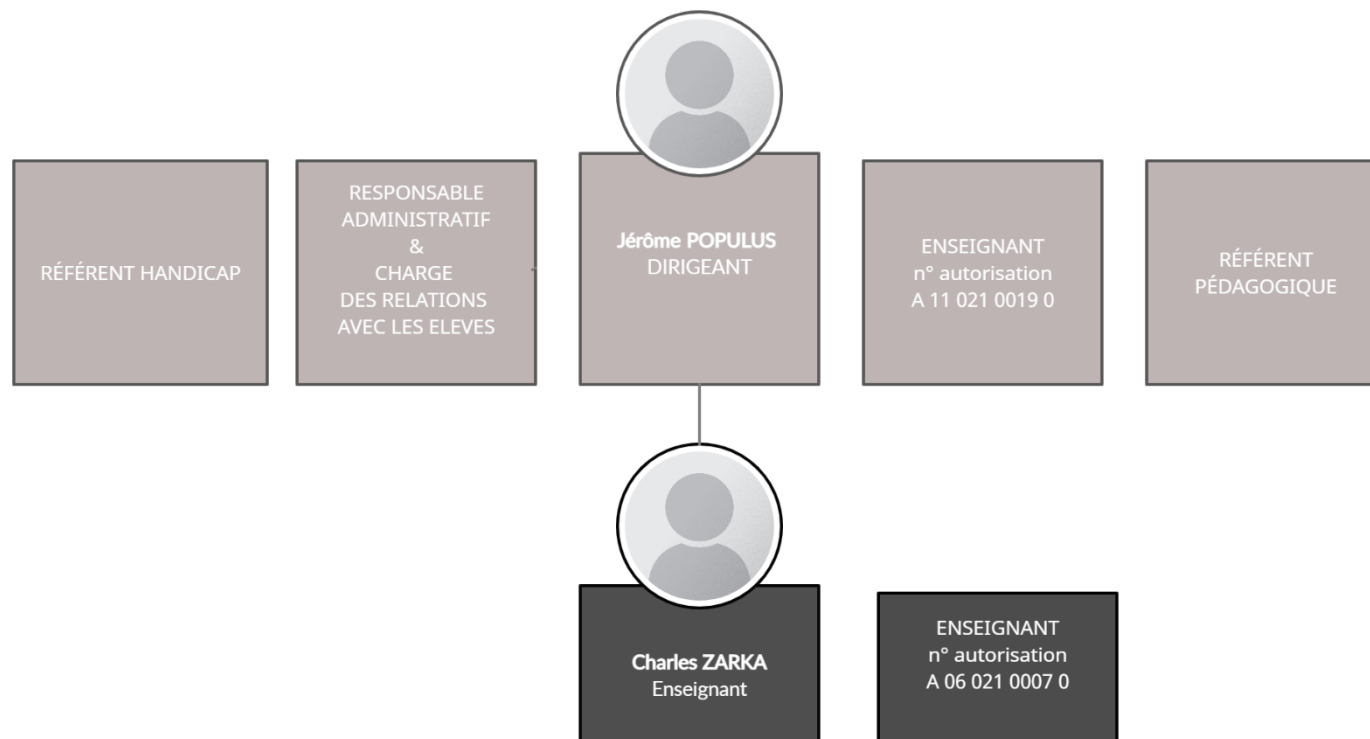 RÉFÉRENT HANDICAP
RESPONSABLE
ADMINISTRATIF
&
CHARGE
DES RELATIONS
AVEC LES ELEVES
Jérôme POPULUS
DIRIGEANT
ENSEIGNANT
n° autorisation
A 11 021 0019 0
RÉFÉRENT
PÉDAGOGIQUE
Charles ZARKA
Enseignant
ENSEIGNANT
n° autorisation
A 06 021 0007 0